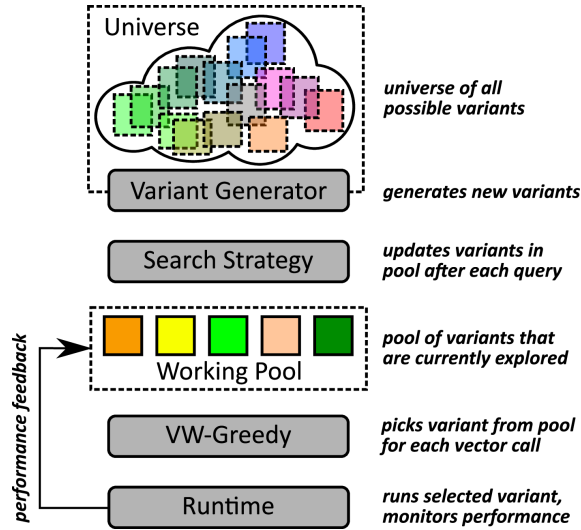 Universe
universe of all
possible variants
Variant Generator
generates new variants
Search Strategy
updates variants in
pool after each query
Working Pool
pool of variants that
are currently explored
performance feedback
VW-Greedy
picks variant from pool
for each vector call
Runtime
runs selected variant,
monitors performance